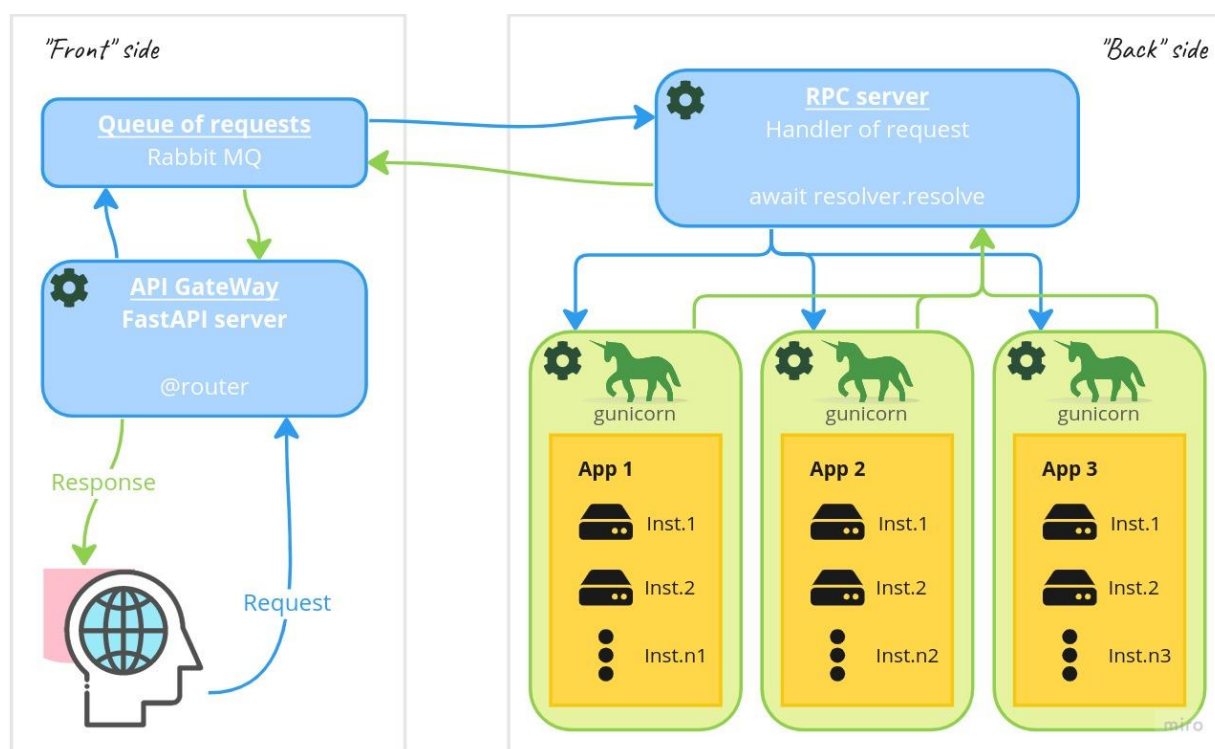 "Front" side
Queue of requests
Rabbit MQ
API GateWay
FastAPI server
@router
Response
Request
"Back" side
RPC server
Handler of request
await resolver.resolve
gunicorn
App 1
Inst.1
Inst.2
Inst.n1
gunicorn
App 2
Inst.1
Inst.2
Inst.n2
gunicorn
App 3
Inst.1
Inst.2
Inst.n3
miro